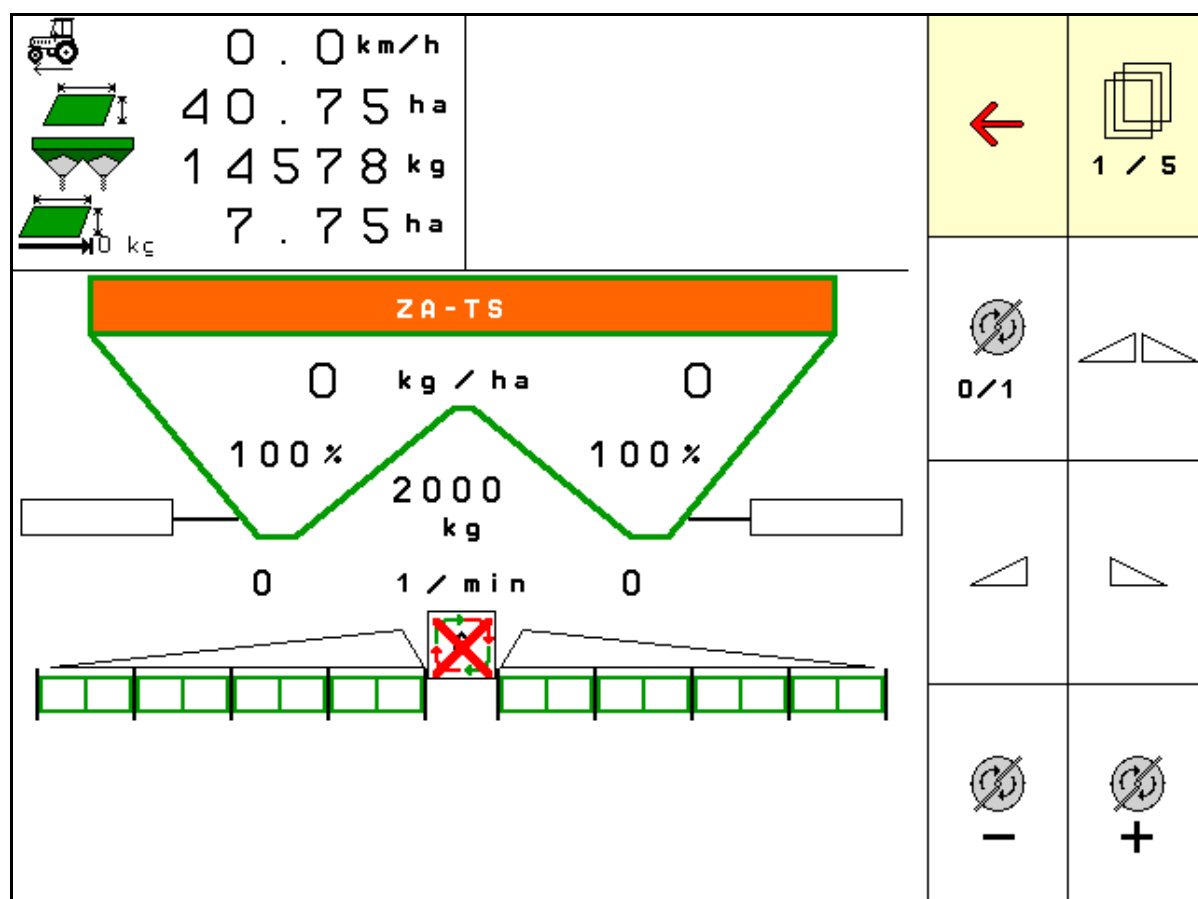 0.0 km/h
40.75 ha
14578 kg
7.75 ha
0 kg
1 / 5
ZA-TS
0 kg/ha 0
0/1
100% 100%
2000
kg
0 1/min 0
- +